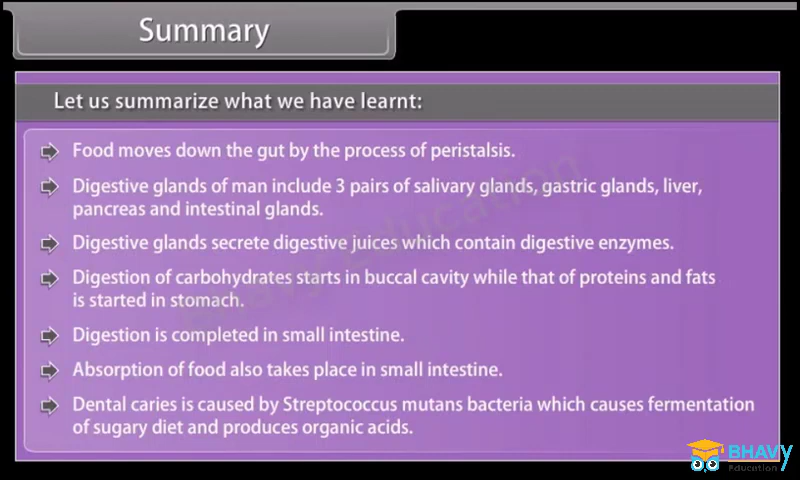 Summary
Let us summarize what we have learnt:
Food moves down the gut by the process of peristalsis.
Digestive glands of man include 3 pairs of salivary glands, gastric glands, liver,
pancreas and intestinal glands.
Digestive glands secrete digestive juices which contain digestive enzymes.
Digestion of carbohydrates starts in buccal cavity while that of proteins and fats
is started in stomach.
Digestion is completed in small intestine.
Absorption of food also takes place in small intestine.
Dental caries is caused by Streptococcus mutans bacteria which causes fermentation
of sugary diet and produces organic acids.
Bhavy Education
BHAVy
Education